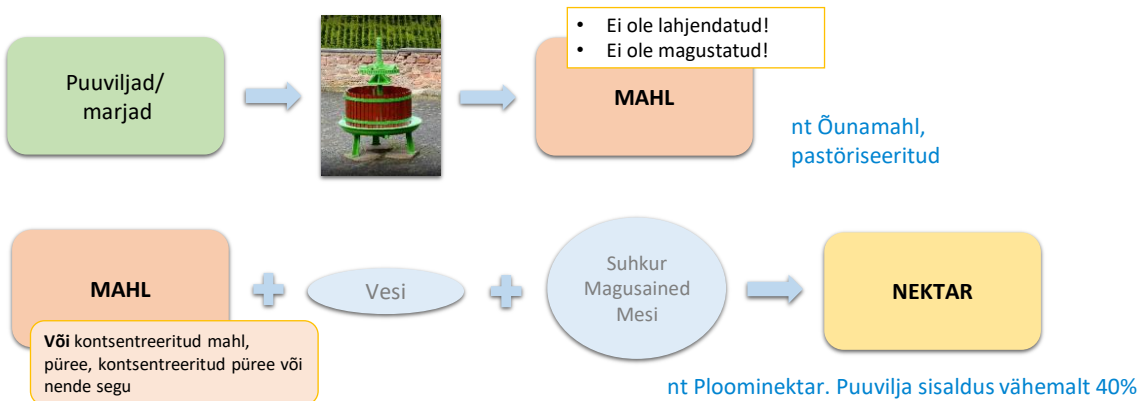 Puuviljad/
marjad
• Ei ole lahjendatud!
• Ei ole magustatud!
MAHL
nt Õunamahl,
pastöriseeritud
MAHL
Või kontsentreeritud mahl,
püree, kontsentreeritud püree või
nende segu
Vesi
Suhkur
Magusained
Mesi
NEKTAR
nt Ploominektar. Puuvilja sisaldus vähemalt 40%